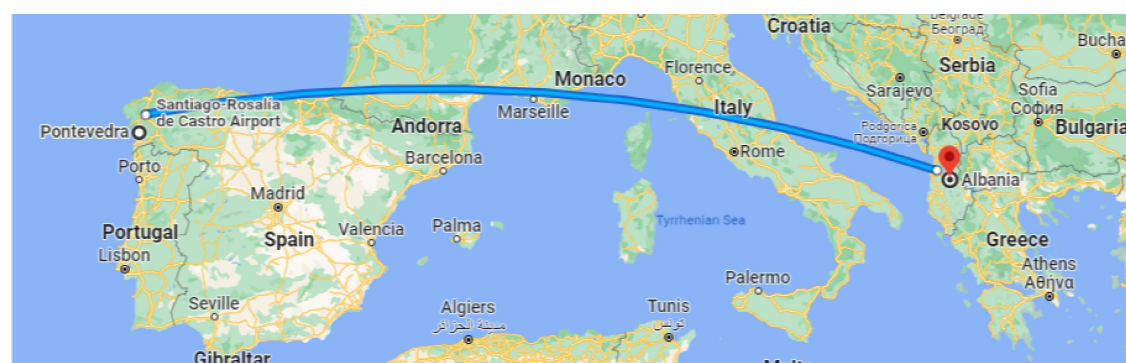 Croatia
Belgrade
Београд
Bucha
Florence
Monaco
Serbia
Santiago-Rosalía
de Castro Airport
Marseille
Italy
Sarajevo
Sofia
София
Pontevedra
Andorra
Podgorica
Подгорица
Kosovo
Bulgaria
Porto
Barcelona
Rome
Albania
Madrid
Portugal
Spain
Valencia
Palma
Tyrrhenian Sea
Greece
Lisbon
Palermo
Athens
Αθήνα
Seville
Algiers
مدينة الجزائر
Tunis
تونس
Gibraltar